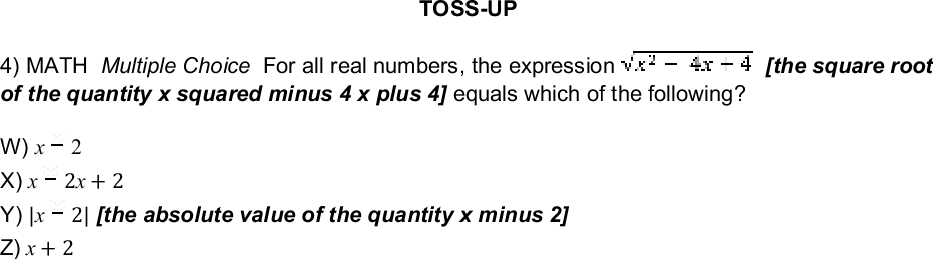 TOSS-UP
4) MATH Multiple Choice For all real numbers, the expression √x² − 4x + 4 [the square root
of the quantity x squared minus 4 x plus 4] equals which of the following?
W) x − 2
X) x − 2x + 2
Y) |x − 2| [the absolute value of the quantity x minus 2]
Z) x + 2